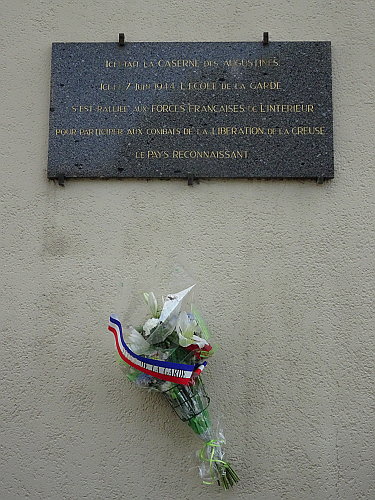 ICI ÉTAIT LA CASERNE DES AUGUSTINES
ICI LE 7 JUIN 1944 L'ÉCOLE DE LA GARDE
S'EST RALLIÉE AUX FORCES FRANÇAISES DE L'INTÉRIEUR
POUR PARTICIPER AUX COMBATS DE LA LIBÉRATION DE LA CREUSE
LE PAYS RECONNAISSANT